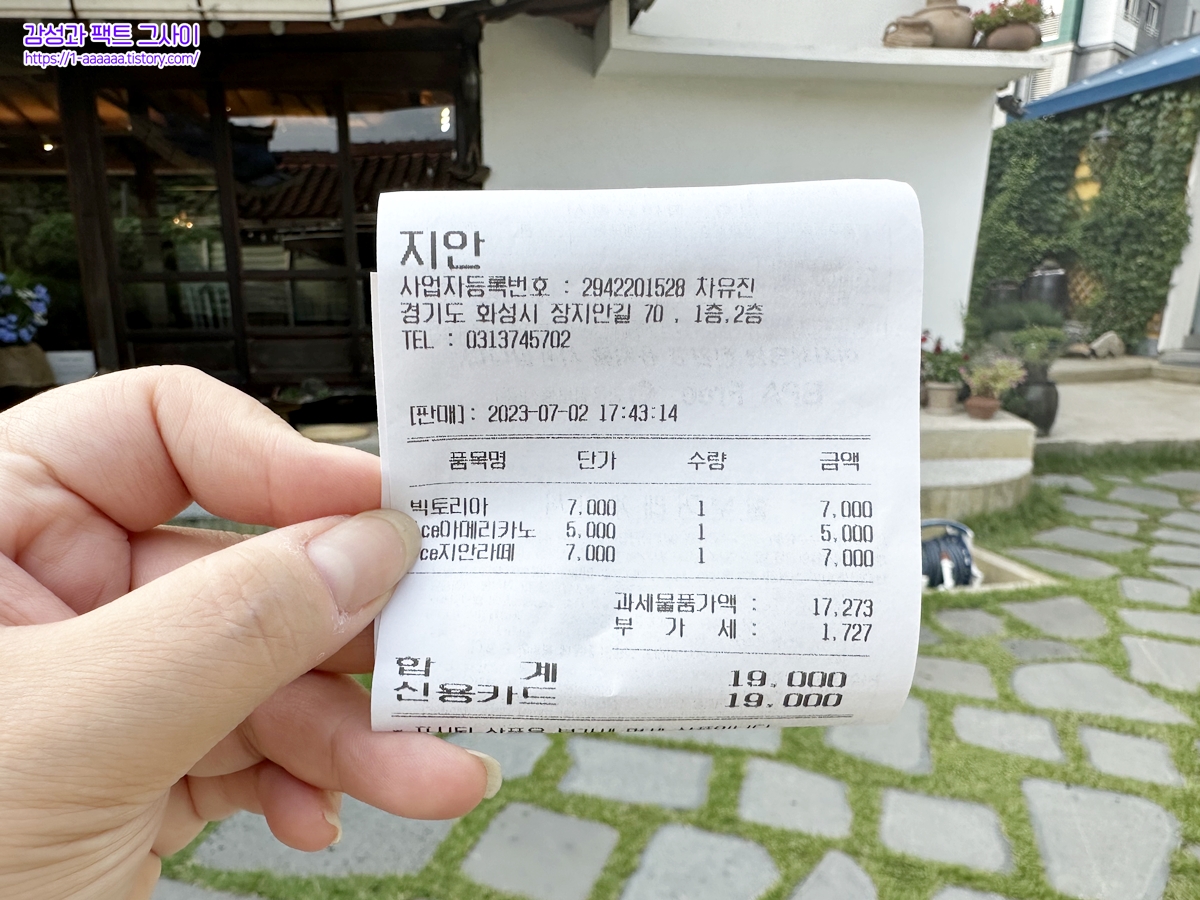 감성과 팩트 그사이
https://1-aaaaaa.tistory.com/
지안
사업자등록번호 : 2942201528 차유진
경기도 화성시 장지안길 70 , 1층,2층
TEL : 0313745702
[판매]: 2023-07-02 17:43:14
품목명 단가 수량 금액
빅토리아 7,000 1 7,000
ce아메리카노 5,000 1 5,000
ce지안라떼 7,000 1 7,000
과세물품가액 : 17,273
부 가 세 : 1,727
합 계 19,000
신용카드 19,000